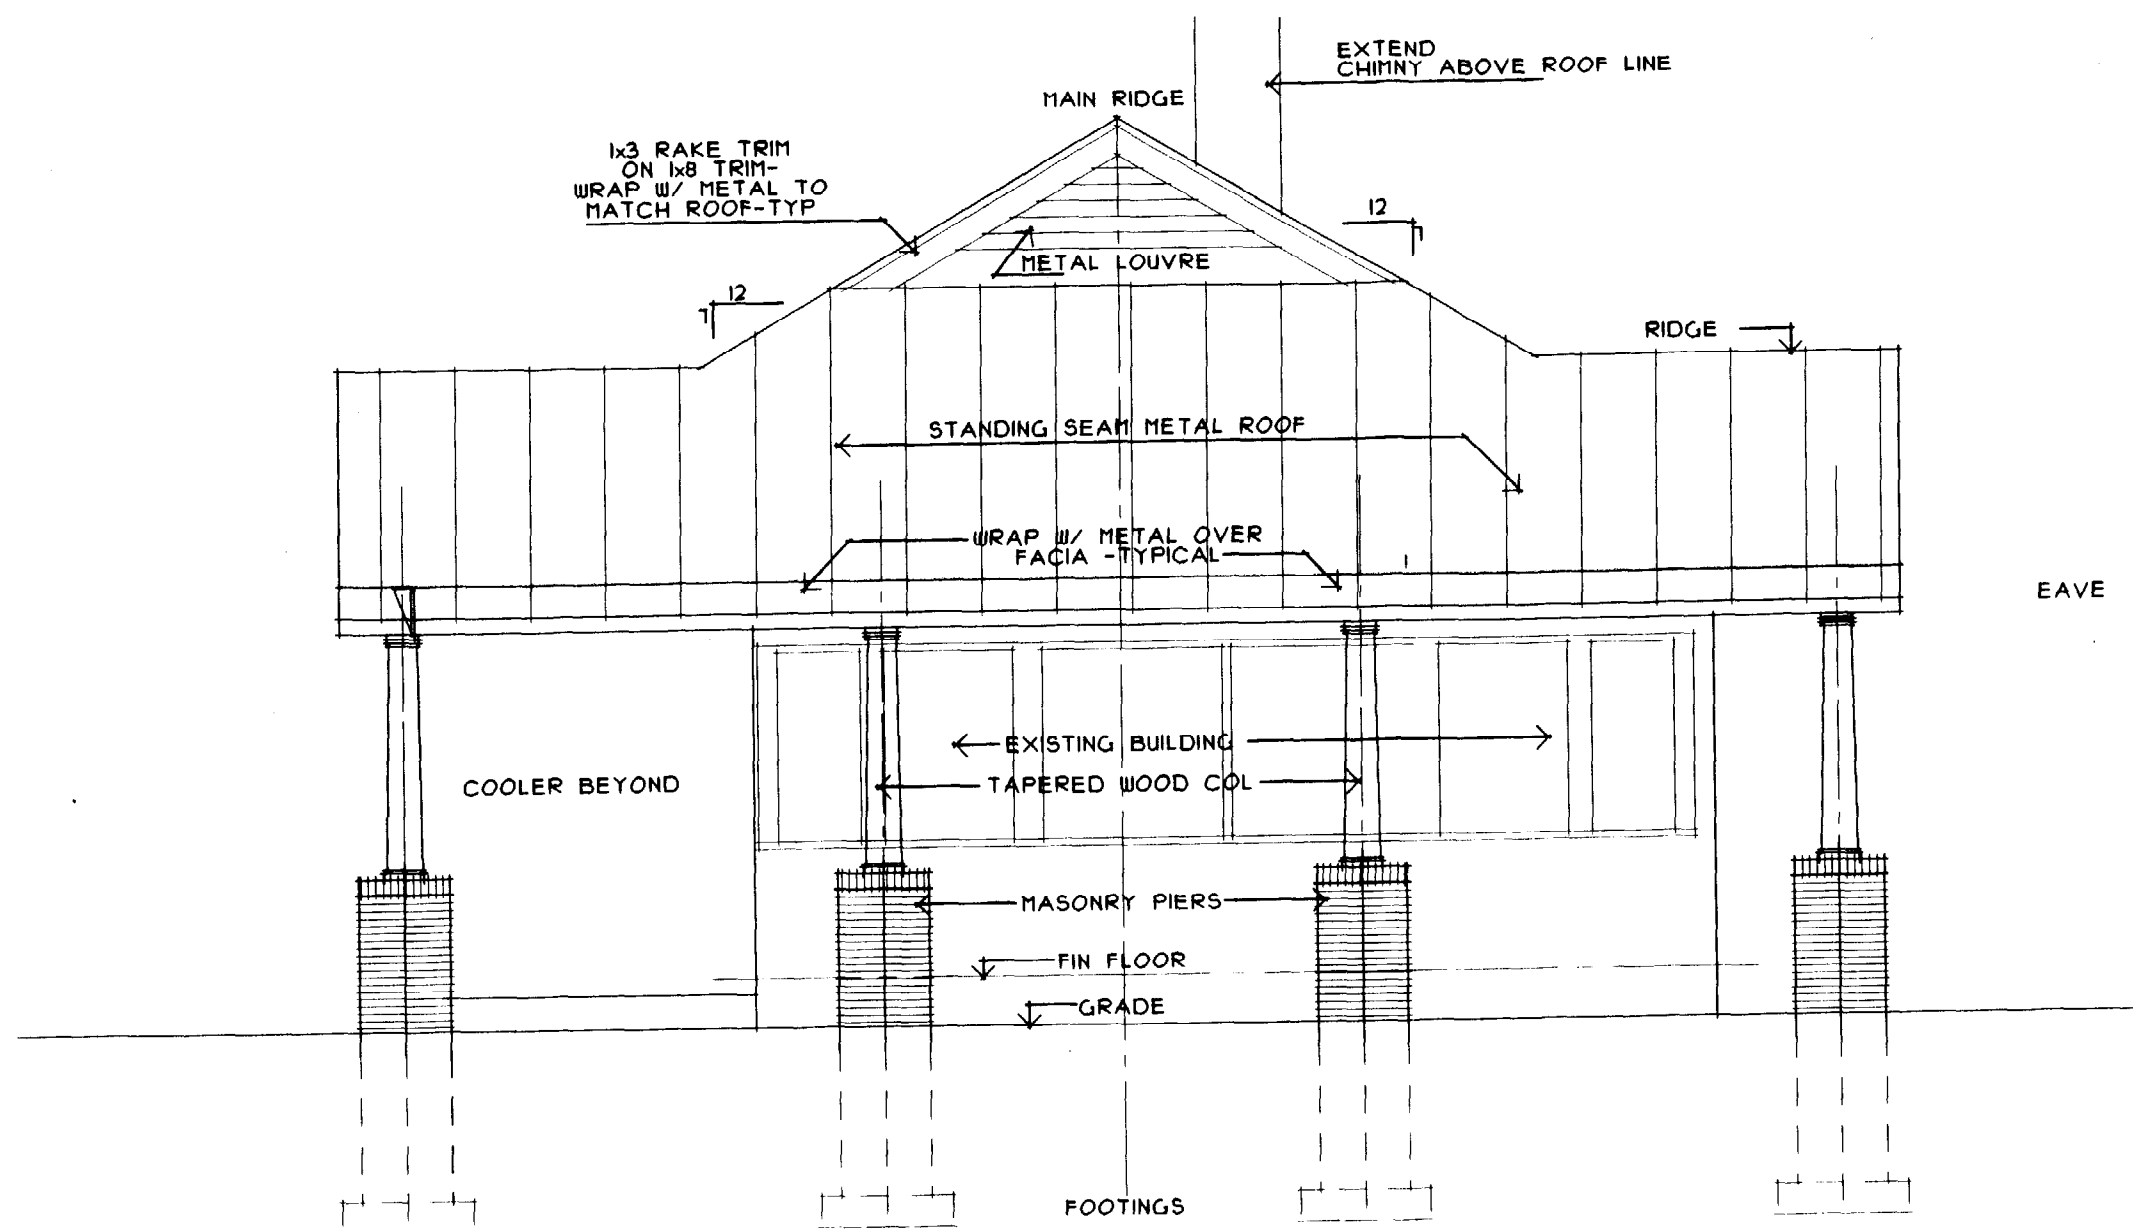 EXTEND
CHIMNY ABOVE ROOF LINE
MAIN RIDGE
1x3 RAKE TRIM
ON 1x8 TRIM-
WRAP W/ METAL TO
MATCH ROOF-TYP
12
7
METAL LOUVRE
12
7
RIDGE
STANDING SEAM METAL ROOF
WRAP W/ METAL OVER
FACIA -TYPICAL
EAVE
EXISTING BUILDING
TAPERED WOOD COL
COOLER BEYOND
MASONRY PIERS
FIN FLOOR
GRADE
FOOTINGS